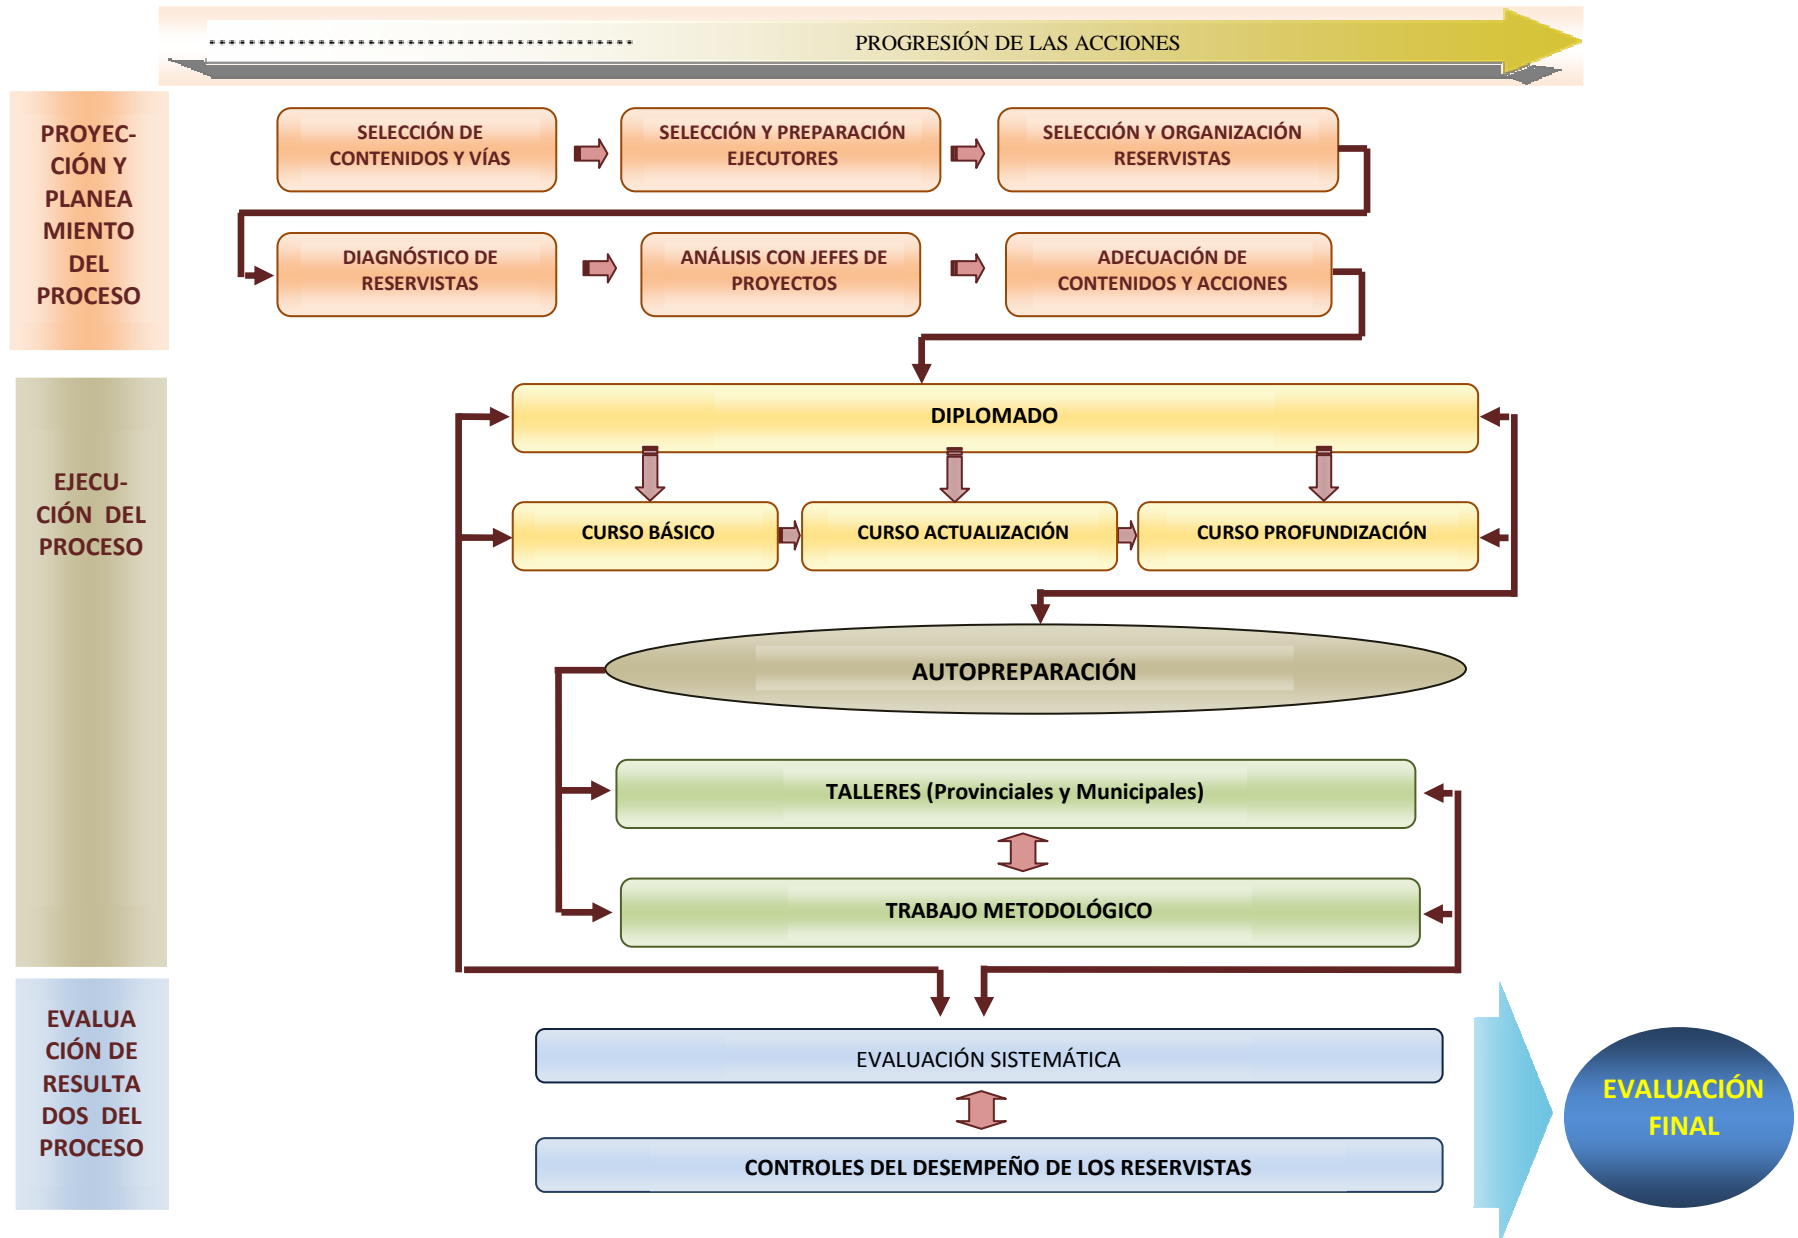 PROGRESIÓN DE LAS ACCIONES
PROYEC-
CIÓN Y
PLANEA
MIENTO
DEL
PROCESO
SELECCIÓN DE
CONTENIDOS Y VÍAS
SELECCIÓN Y PREPARACIÓN
EJECUTORES
SELECCIÓN Y ORGANIZACIÓN
RESERVISTAS
DIAGNÓSTICO DE
RESERVISTAS
ANÁLISIS CON JEFES DE
PROYECTOS
ADECUACIÓN DE
CONTENIDOS Y ACCIONES
EJECU-
CIÓN DEL
PROCESO
DIPLOMADO
CURSO BÁSICO
CURSO ACTUALIZACIÓN
CURSO PROFUNDIZACIÓN
AUTOPREPARACIÓN
TALLERES (Provinciales y Municipales)
TRABAJO METODOLÓGICO
EVALUA
CIÓN DE
RESULTA
DOS DEL
PROCESO
EVALUACIÓN SISTEMÁTICA
CONTROLES DEL DESEMPEÑO DE LOS RESERVISTAS
EVALUACIÓN
FINAL